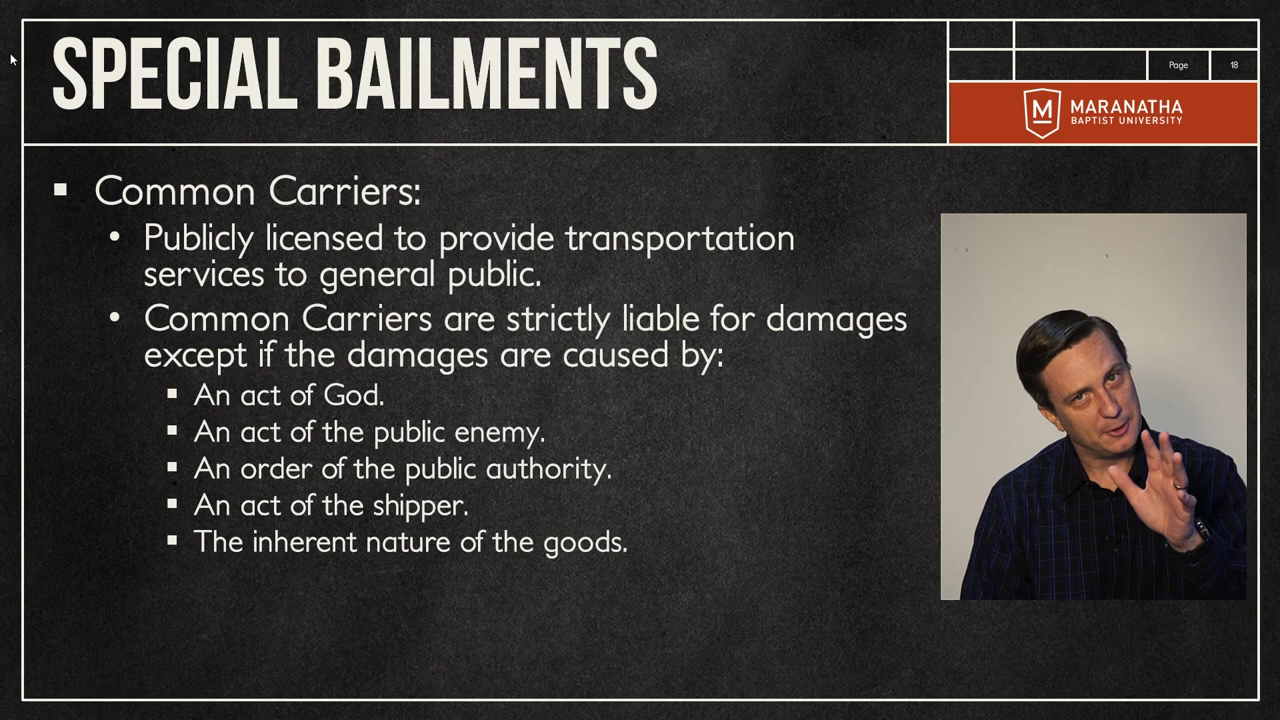 SPECIAL BAILMENTS
Page 18
MARANATHA
BAPTIST UNIVERSITY
Common Carriers:
Publicly licensed to provide transportation
services to general public.
Common Carriers are strictly liable for damages
except if the damages are caused by:
An act of God.
An act of the public enemy.
An order of the public authority.
An act of the shipper.
The inherent nature of the goods.